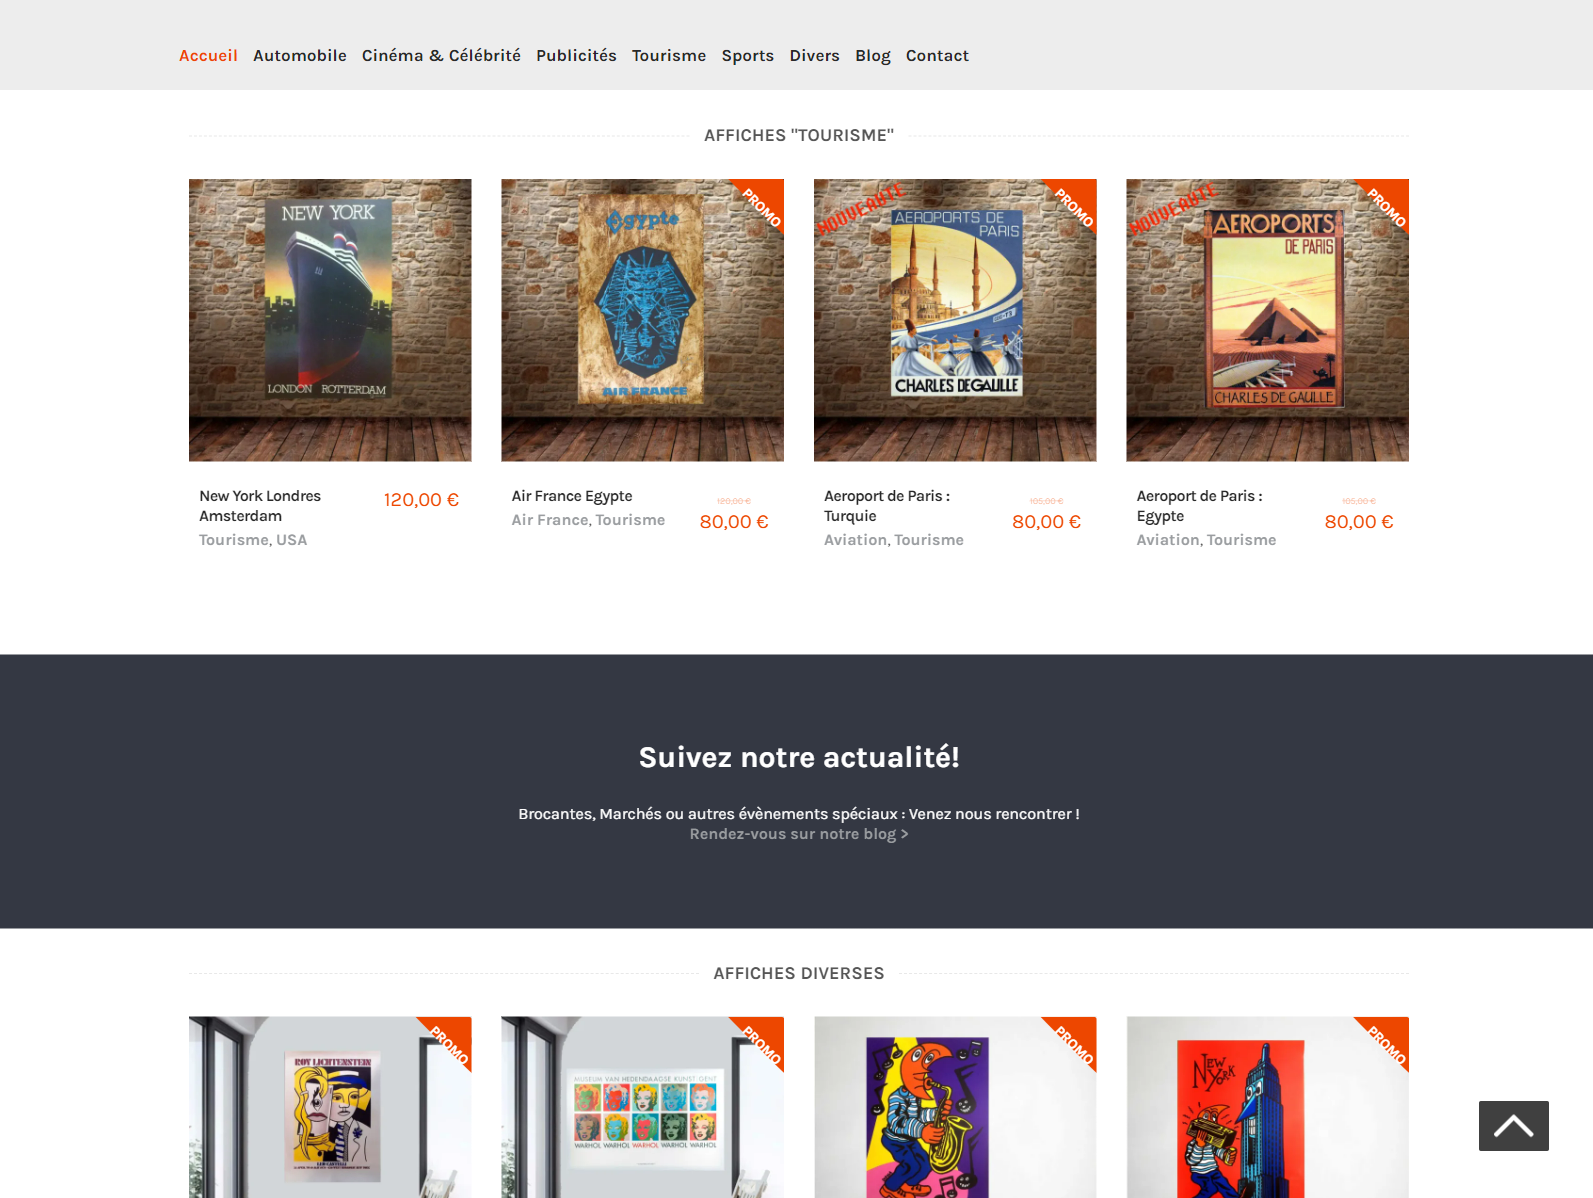 Accueil Automobile Cinéma & Célébrité Publicités Tourisme Sports Divers Blog Contact
AFFICHES "TOURISME"
NEW YORK
LONDON ROTTERDAM
PROMO
Egypte
AIR FRANCE
NOUVEAUTE
PROMO
AEROPORTS DE
PARIS
CHARLES DE GAULLE
NOUVEAUTE
PROMO
AEROPORTS
DE PARIS
CHARLES DE GAULLE
New York Londres
Amsterdam
120,00 €
Tourisme, USA
Air France Egypte
120,00 €
80,00 €
Air France, Tourisme
Aeroport de Paris :
Turquie
105,00 €
80,00 €
Aviation, Tourisme
Aeroport de Paris :
Egypte
105,00 €
80,00 €
Aviation, Tourisme
Suivez notre actualité!
Brocantes, Marchés ou autres évènements spéciaux : Venez nous rencontrer !
Rendez-vous sur notre blog >
AFFICHES DIVERSES
PROMO
ROY LICHTENSTEIN
PROMO
MUSEUM VAN HEDENDAAGSE KUNST GENT
WARHOL WARHOL WARHOL WARHOL WARHOL
PROMO
PROMO
NEW
YORK